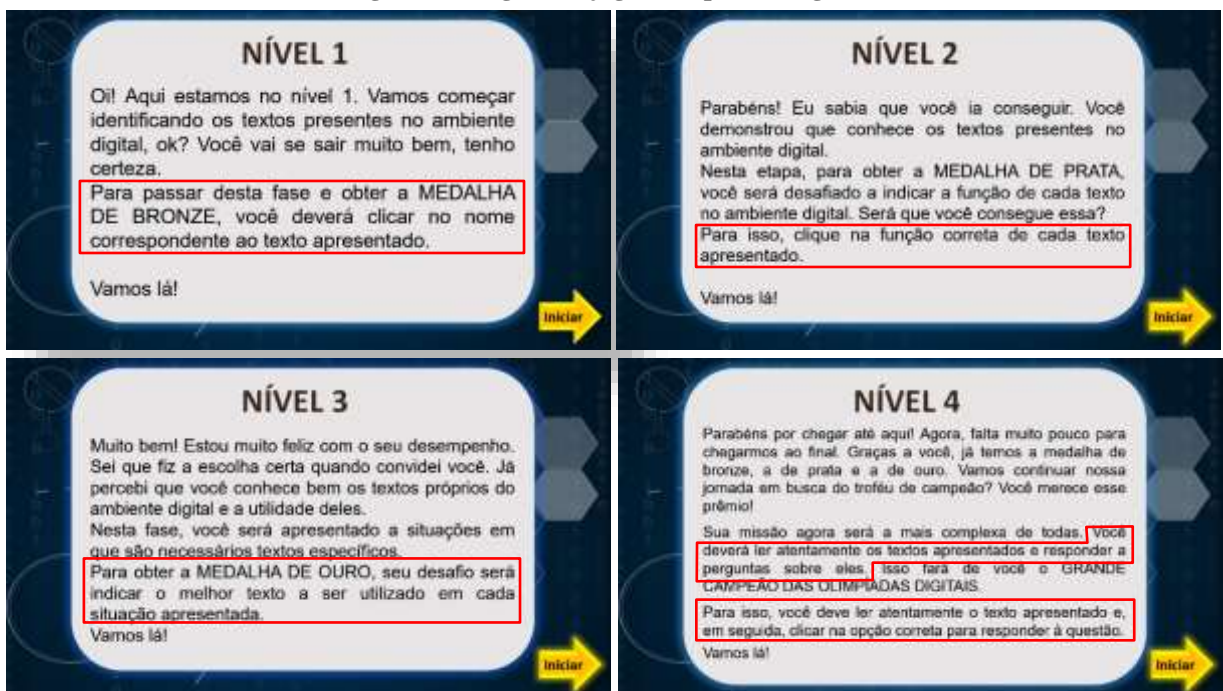 NÍVEL 1
Oi! Aqui estamos no nível 1. Vamos começar
identificando os textos presentes no ambiente
digital, ok? Você vai se sair muito bem, tenho
certeza.
Para passar desta fase e obter a MEDALHA
DE BRONZE, você deverá clicar no nome
correspondente ao texto apresentado.
Vamos lá!
Iniciar
NÍVEL 2
Parabéns! Eu sabia que você ia conseguir. Você
demonstrou que conhece os textos presentes no
ambiente digital.
Nesta etapa, para obter a MEDALHA DE PRATA,
você será desafiado a indicar a função de cada texto
no ambiente digital. Será que você consegue essa?
Para isso, clique na função correta de cada texto
apresentado.
Vamos lá!
Iniciar
NÍVEL 3
Muito bem! Estou muito feliz com o seu desempenho.
Sei que fiz a escolha certa quando convidei você. Já
percebi que você conhece bem os textos próprios do
ambiente digital e a utilidade deles.
Nesta fase, você será apresentado a situações em
que são necessários textos específicos.
Para obter a MEDALHA DE OURO, seu desafio será
indicar o melhor texto a ser utilizado em cada
situação apresentada.
Vamos lá!
Iniciar
NÍVEL 4
Parabéns por chegar até aqui! Agora, falta muito pouco para
chegarmos ao final. Graças a você, já temos a medalha de
bronze, a de prata e a de ouro. Vamos continuar nossa
jornada em busca do troféu de campeão? Você merece esse
prêmio!
Sua missão agora será a mais complexa de todas. Você
deverá ler atentamente os textos apresentados e responder a
perguntas sobre eles. Isso fará de você o GRANDE
CAMPEÃO DAS OLIMPÍADAS DIGITAIS.
Para isso, você deve ler atentamente o texto apresentado e,
em seguida, clicar na opção correta para responder à questão.
Vamos lá!
Iniciar